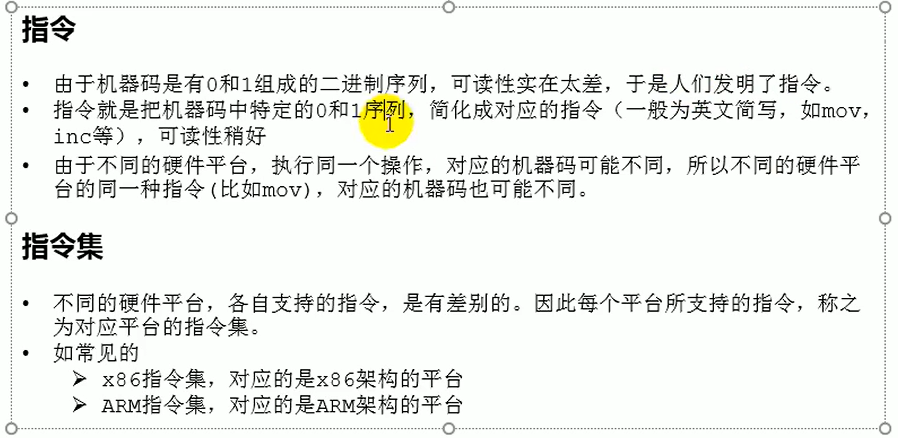 指令
• 由于机器码是有0和1组成的二进制序列，可读性实在太差，于是人们发明了指令。
• 指令就是把机器码中特定的0和1序列，简化成对应的指令（一般为英文简写，如mov，
inc等），可读性稍好
• 由于不同的硬件平台，执行同一个操作，对应的机器码可能不同，所以不同的硬件平
台的同一种指令(比如mov)，对应的机器码也可能不同。
指令集
• 不同的硬件平台，各自支持的指令，是有差别的。因此每个平台所支持的指令，称之
为对应平台的指令集。
• 如常见的
➢ x86指令集，对应的是x86架构的平台
➢ ARM指令集，对应的是ARM架构的平台